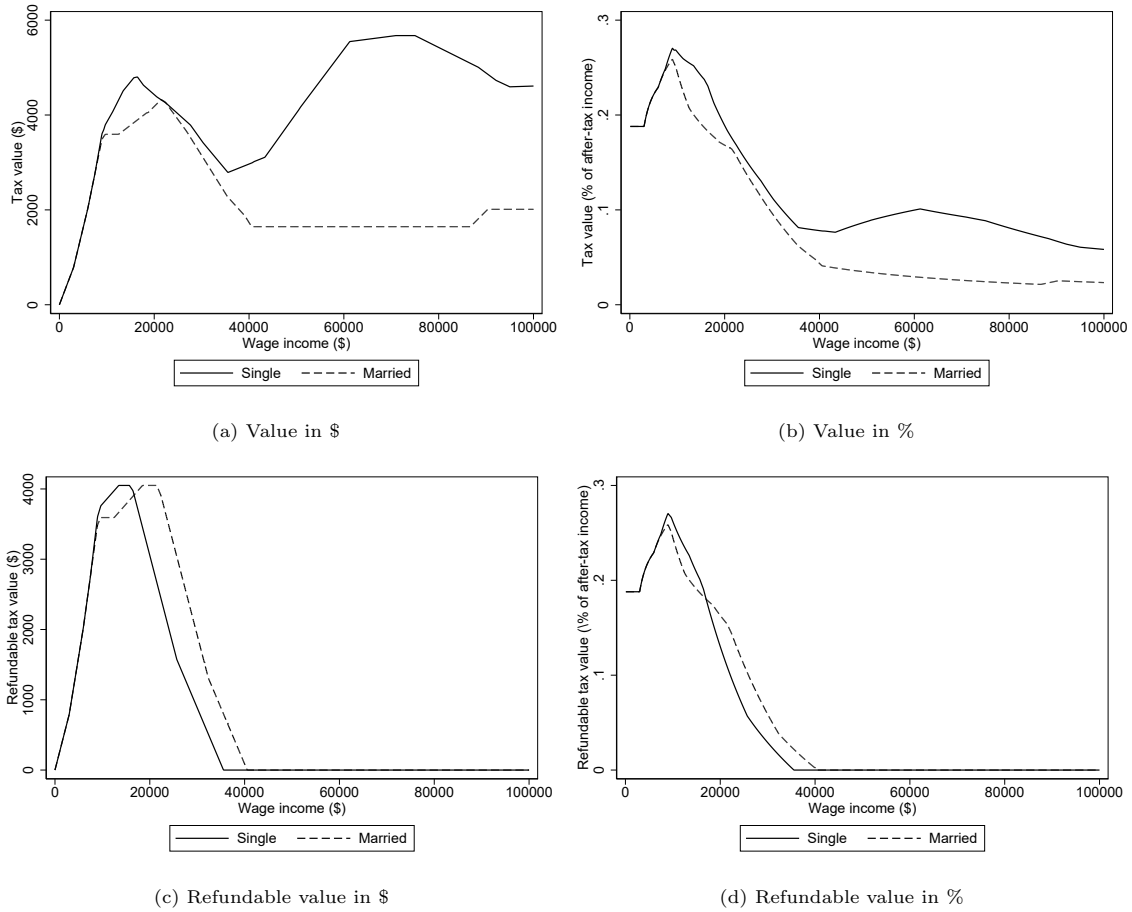 Tax value ($)
0 2000 4000 6000
0 20000 40000 60000 80000 100000
Wage income ($)
Single Married
(a) Value in $
Tax value (% of after-tax income)
0 .1 .2 .3
0 20000 40000 60000 80000 100000
Wage income ($)
Single Married
(b) Value in %
Refundable tax value ($)
0 1000 2000 3000 4000
0 20000 40000 60000 80000 100000
Wage income ($)
Single Married
(c) Refundable value in $
Refundable tax value (\% of after-tax income)
0 .1 .2 .3
0 20000 40000 60000 80000 100000
Wage income ($)
Single Married
(d) Refundable value in %